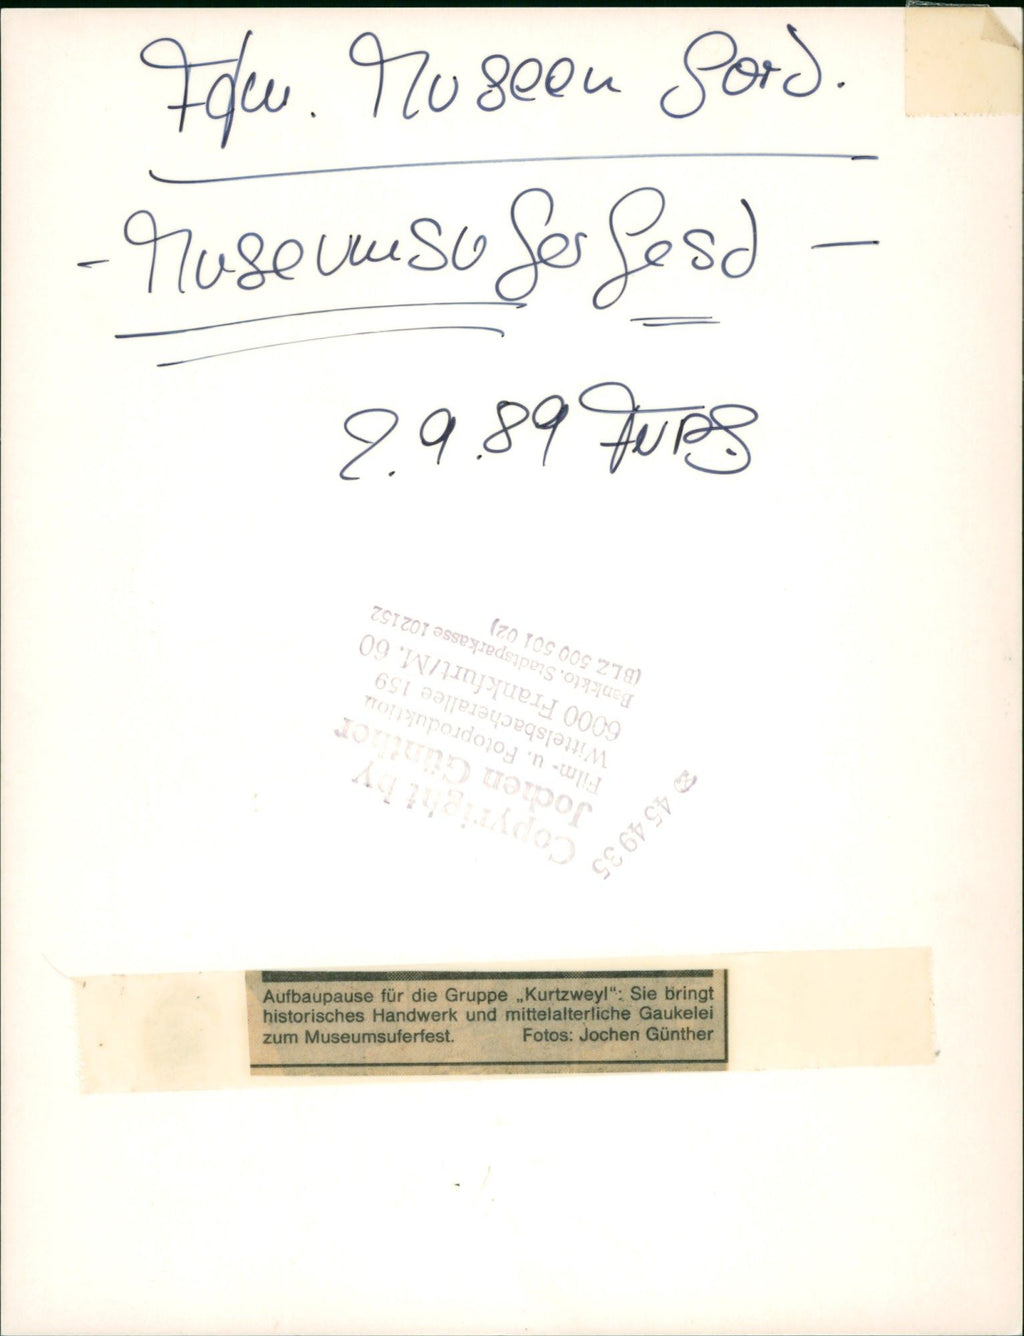 Ffm. Museen Sord.
- Museumsuferfest -
2.9.89
Copyright by
Jochen Günther
Film- u. Fotoproduktion
Wittelsbacherallee 159
6000 Frankfurt/M. 60
Bankkto. Stadtsparkasse 102152
(BLZ 500 501 02)
☎ 454935
Aufbaupause für die Gruppe „Kurtzweyl“: Sie bringt
historisches Handwerk und mittelalterliche Gaukelei
zum Museumsuferfest. Fotos: Jochen Günther